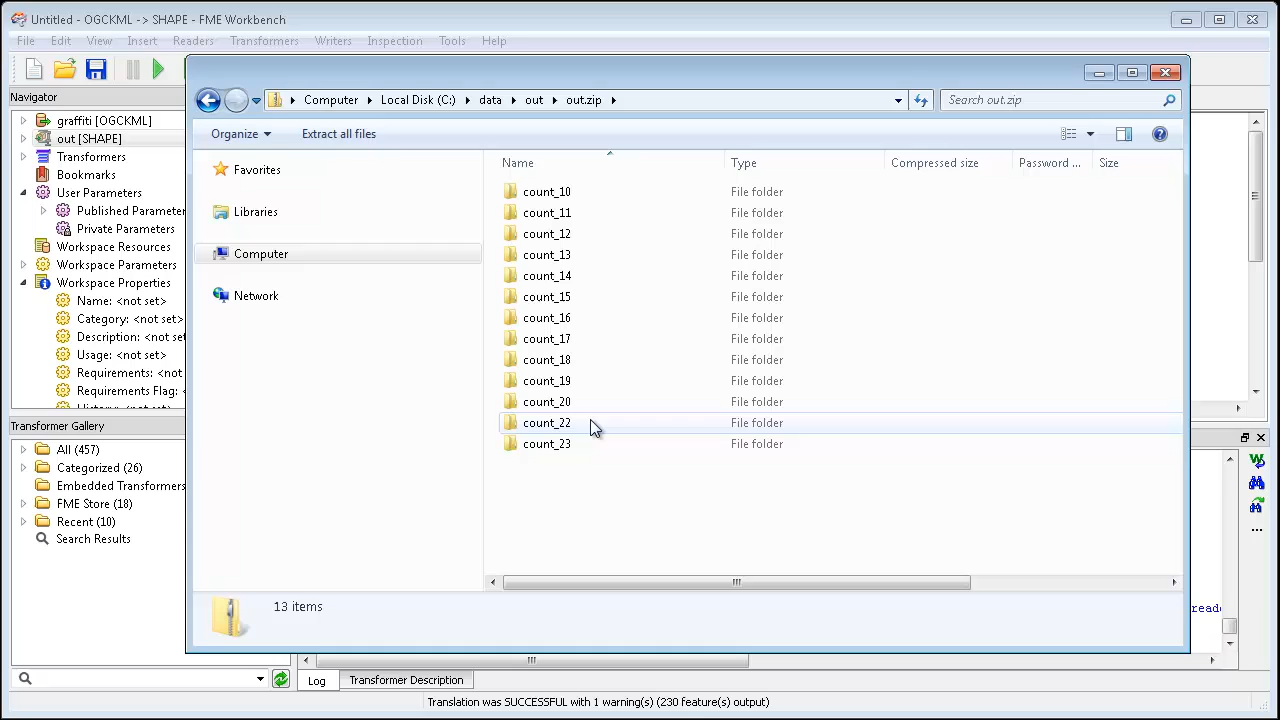 Untitled - OGCKML -> SHAPE - FME Workbench
File Edit View Insert Readers Transformers Writers Inspection Tools Help
Navigator
graffiti [OGCKML]
out [SHAPE]
Transformers
Bookmarks
User Parameters
Published Parameter
Private Parameters
Workspace Resources
Workspace Parameters
Workspace Properties
Name: <not set>
Category: <not set>
Description: <not set
Usage: <not set>
Requirements: <not
Requirements Flag: <
Transformer Gallery
All (457)
Categorized (26)
Embedded Transformers
FME Store (18)
Recent (10)
Search Results
Computer Local Disk (C:) data out out.zip
Search out.zip
Organize Extract all files
Favorites
Libraries
Computer
Network
Name Type Compressed size Password ... Size
count_10 File folder
count_11 File folder
count_12 File folder
count_13 File folder
count_14 File folder
count_15 File folder
count_16 File folder
count_17 File folder
count_18 File folder
count_19 File folder
count_20 File folder
count_22 File folder
count_23 File folder
13 items
Log Transformer Description
Translation was SUCCESSFUL with 1 warning(s) (230 feature(s) output)